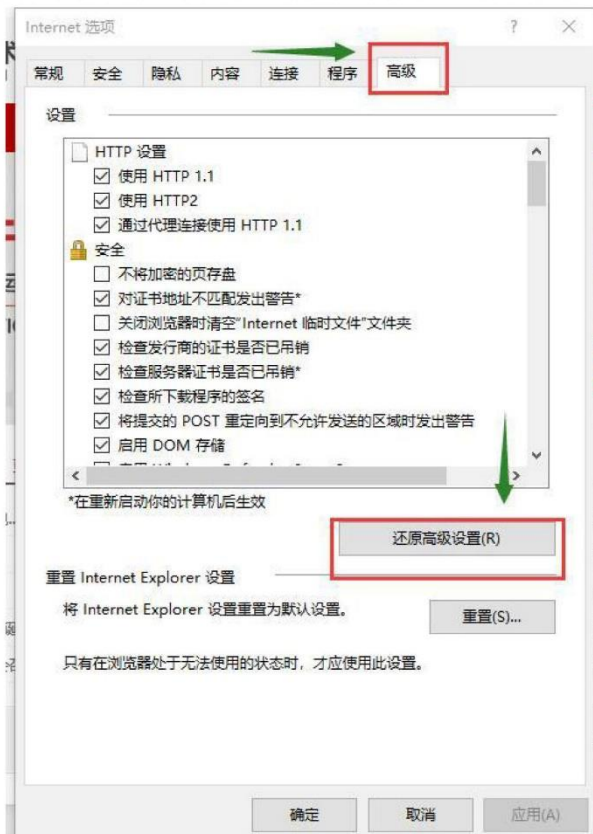 Internet 选项
常规 安全 隐私 内容 连接 程序 高级
设置
HTTP 设置
使用 HTTP 1.1
使用 HTTP2
通过代理连接使用 HTTP 1.1
安全
不将加密的页存盘
对证书地址不匹配发出警告*
关闭浏览器时清空“Internet 临时文件”文件夹
检查发行商的证书是否已吊销
检查服务器证书是否已吊销*
检查所下载程序的签名
将提交的 POST 重定向到不允许发送的区域时发出警告
启用 DOM 存储
*在重新启动你的计算机后生效
还原高级设置(R)
重置 Internet Explorer 设置
将 Internet Explorer 设置重置为默认设置。
重置(S)...
只有在浏览器处于无法使用的状态时，才应使用此设置。
确定 取消 应用(A)